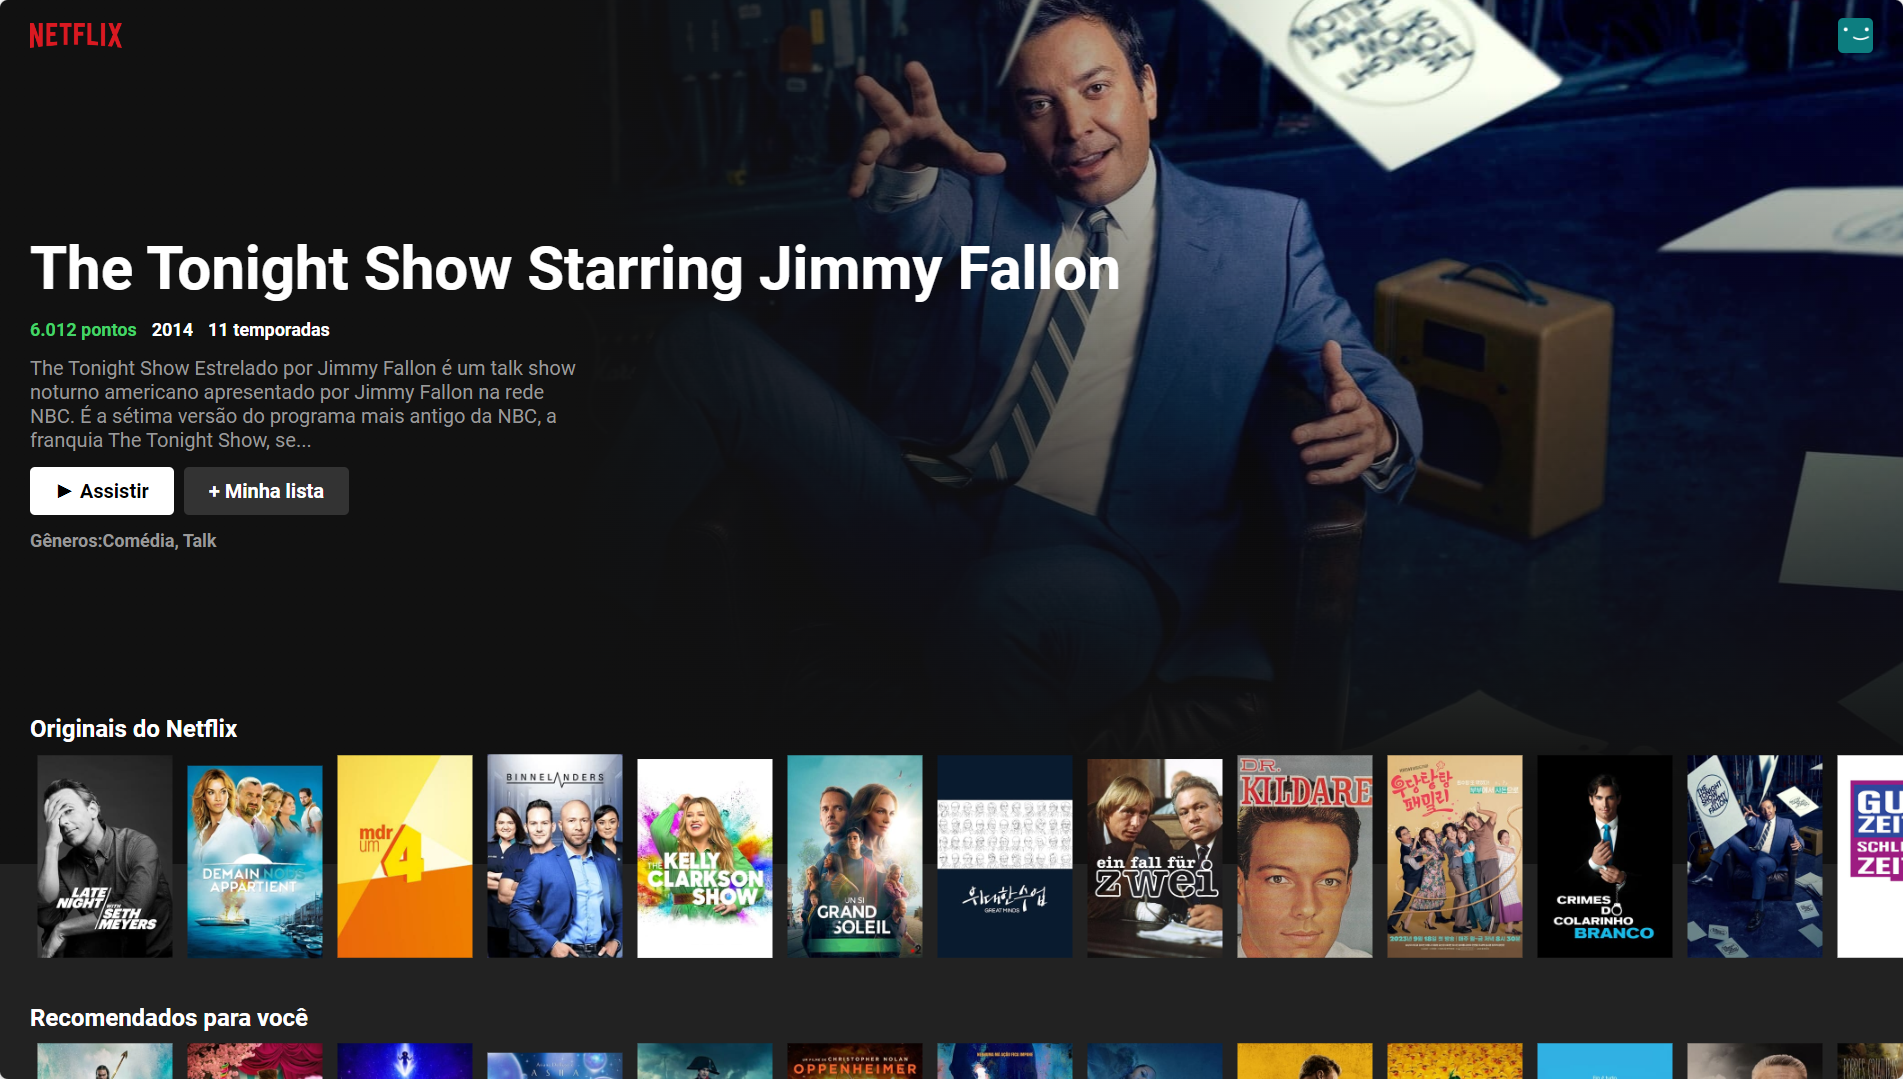 NETFLIX
The Tonight Show Starring Jimmy Fallon
6.012 pontos 2014 11 temporadas
The Tonight Show Estrelado por Jimmy Fallon é um talk show
noturno americano apresentado por Jimmy Fallon na rede
NBC. É a sétima versão do programa mais antigo da NBC, a
franquia The Tonight Show, se...
► Assistir
+ Minha lista
Gêneros:Comédia, Talk
Originais do Netflix
LATE
NIGHT
WITH
SETH
MEYERS
DEMAIN NOUS
APPARTIENT
mdr
um
4
BINNELANDERS
THE
KELLY
CLARKSON
SHOW
UN SI
GRAND
SOLEIL
위대한 수업
GREAT MINDS
ein fall für
zwei
DR.
KILDARE
우당탕탕
패밀리
CRIMES
DO
COLARINHO
BRANCO
THE
TONIGHT
SHOW
JIMMY
FALLON
GU
ZEI
SCHL
ZEI
Recomendados para você
ASHA
CHRISTOPHER NOLAN
OPPENHEIMER